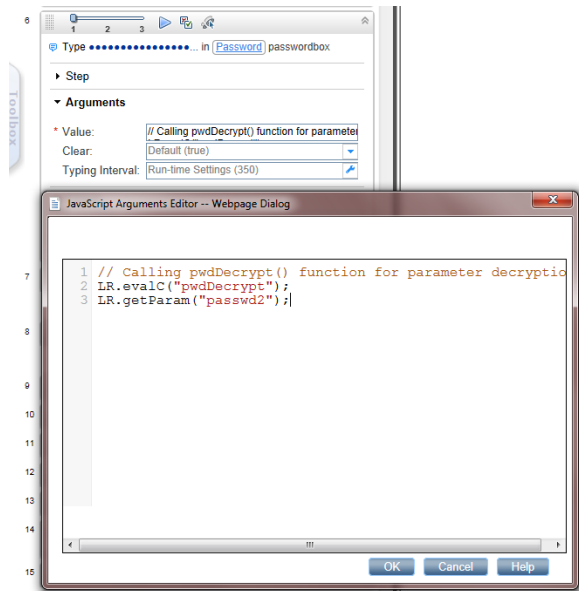 6
1 2 3
Type ●●●●●●●●●●●●●●●●... in [Password] passwordbox
Step
Arguments
* Value: // Calling pwdDecrypt() function for parameter
Clear: Default (true)
Typing Interval: Run-time Settings (350)
Toolbox
JavaScript Arguments Editor -- Webpage Dialog
7
8
9
10
11
12
13
14
15
1 // Calling pwdDecrypt() function for parameter decryptio
2 LR.evalC("pwdDecrypt");
3 LR.getParam("passwd2");
OK Cancel Help